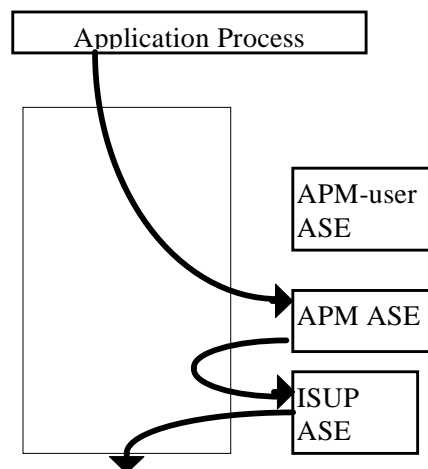 Application Process
APM-user
ASE
APM ASE
ISUP
ASE